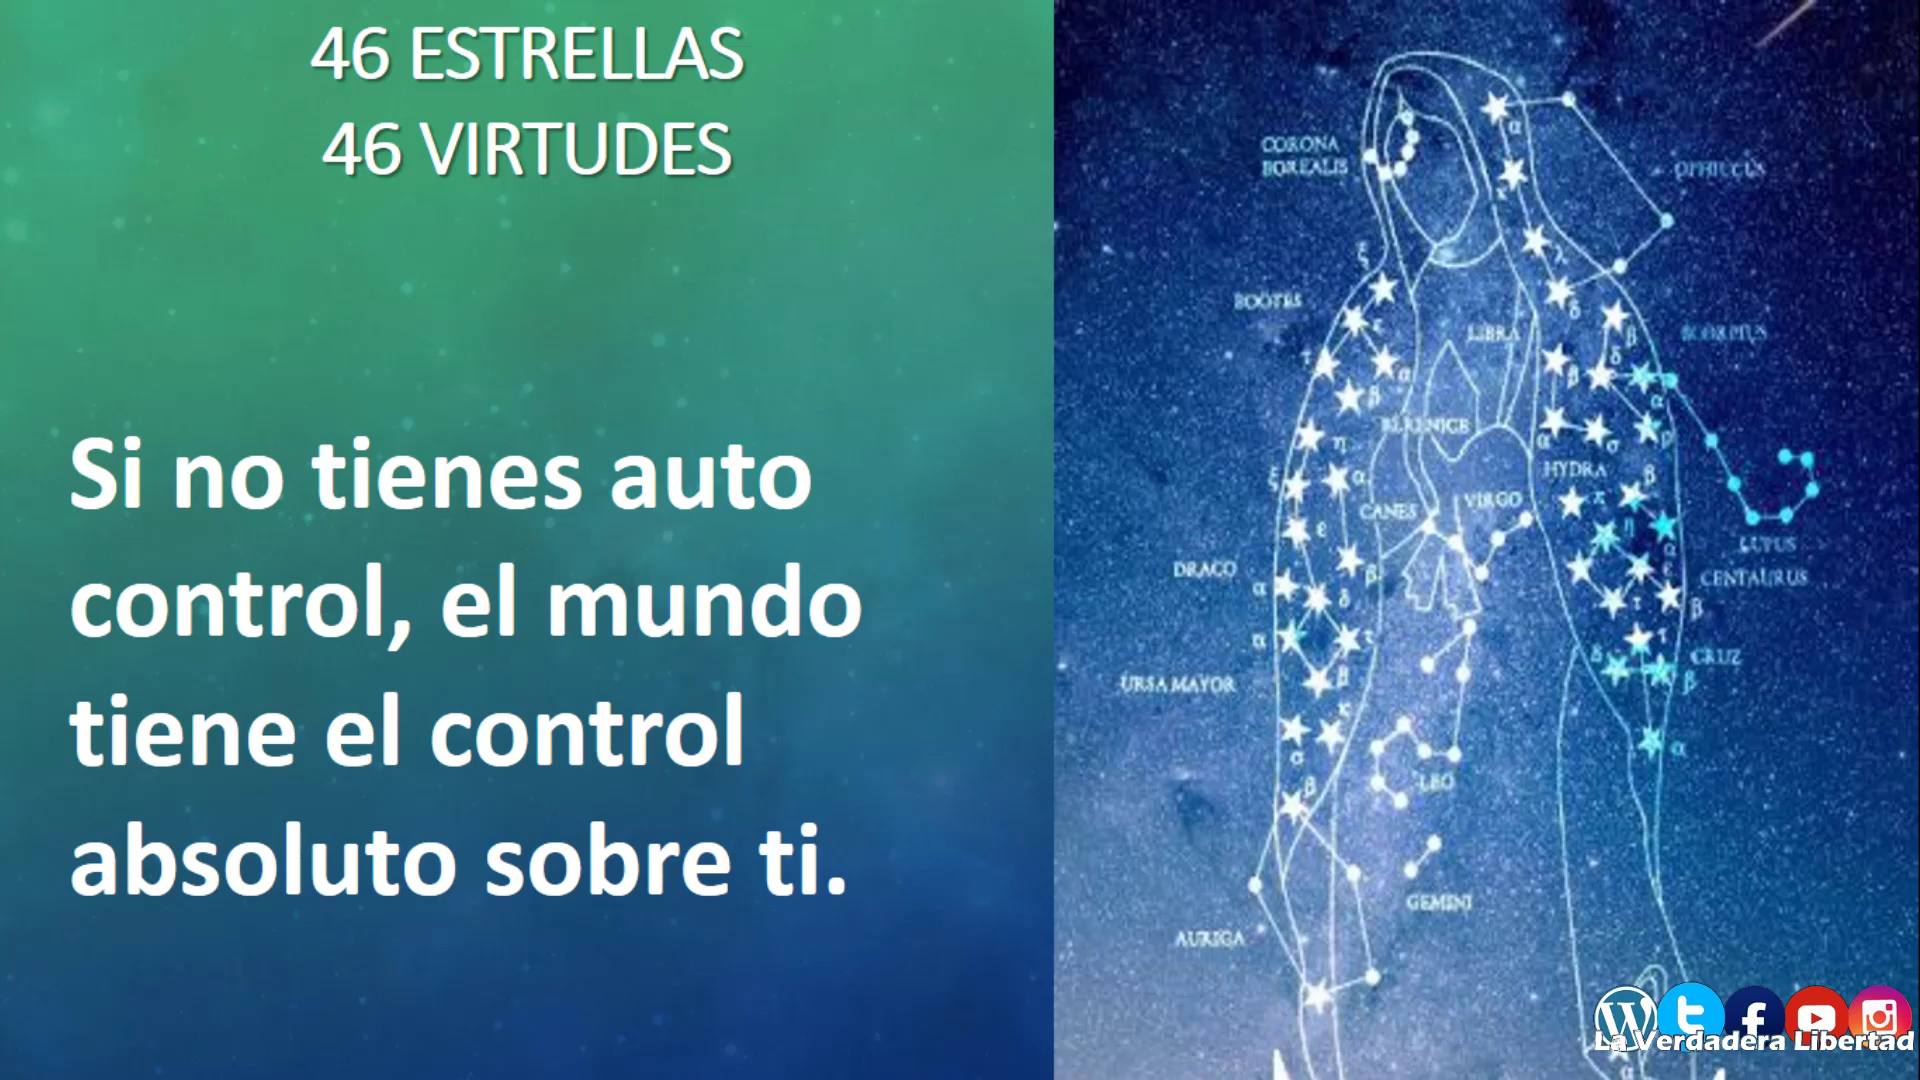 46 ESTRELLAS
46 VIRTUDES
Si no tienes auto
control, el mundo
tiene el control
absoluto sobre ti.
CORONA
BOREALIS
OPHIUCUS
BOOTES
LIBRA
SCORPIUS
BERENICE
HYDRA
CANES
VIRGO
LUPUS
DRACO
CENTAURUS
CRUZ
URSA MAYOR
LEO
GEMINI
AURIGA
La Verdadera Libertad